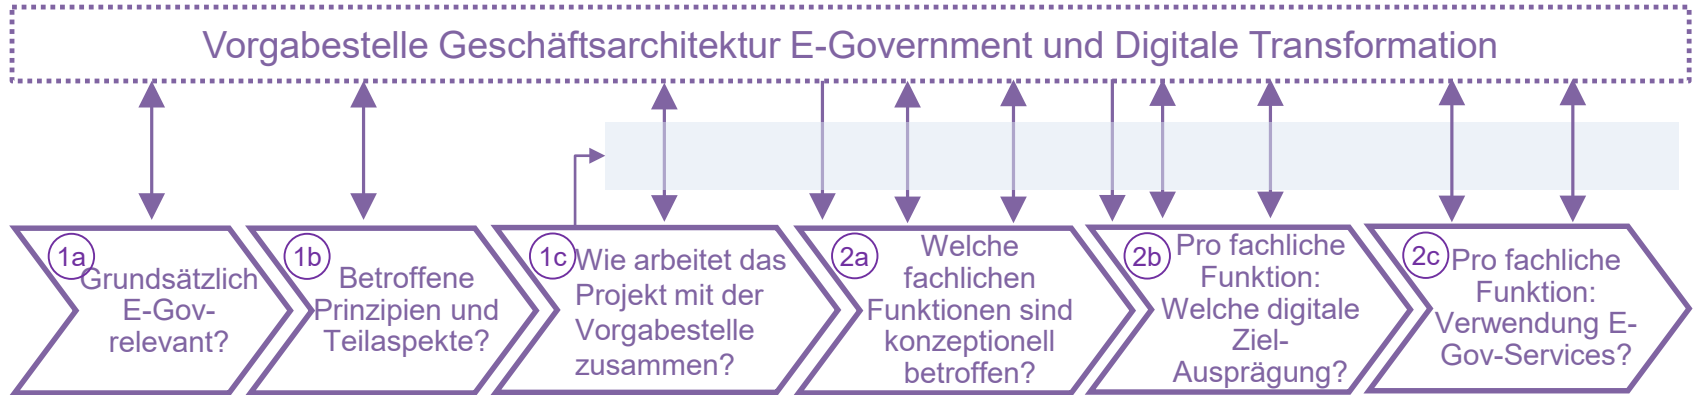 Vorgabestelle Geschäftsarchitektur E-Government und Digitale Transformation
1a
Grundsätzlich
E-Gov-
relevant?
1b
Betroffene
Prinzipien und
Teilaspekte?
1c
Wie arbeitet das
Projekt mit der
Vorgabestelle
zusammen?
2a
Welche
fachlichen
Funktionen sind
konzeptionell
betroffen?
2b
Pro fachliche
Funktion:
Welche digitale
Ziel-
Ausprägung?
2c
Pro fachliche
Funktion:
Verwendung E-
Gov-Services?